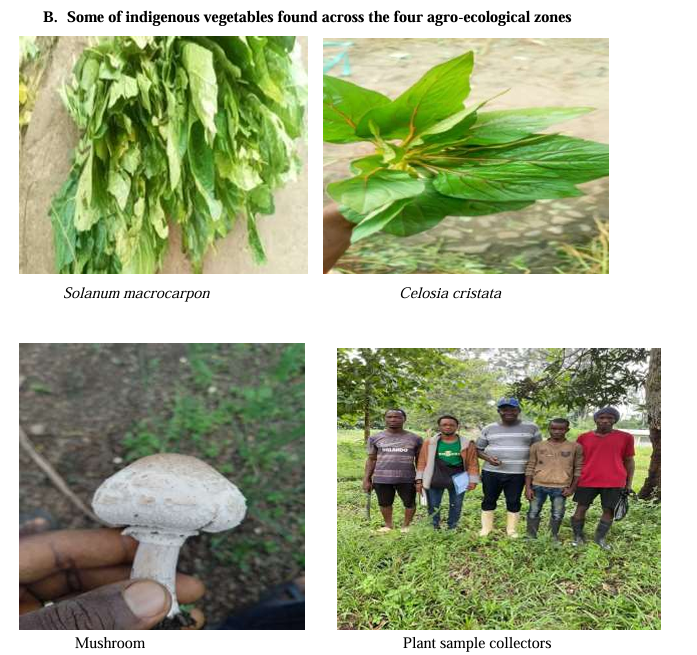 B. Some of indigenous vegetables found across the four agro-ecological zones
Solanum macrocarpon
Celosia cristata
Mushroom
Plant sample collectors